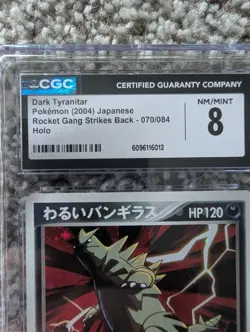 CGC
CERTIFIED GUARANTY COMPANY
Dark Tyranitar
Pokémon (2004) Japanese
Rocket Gang Strikes Back - 070/084
Holo
NM/MINT
8
6096116012
わるいバンギラス HP120